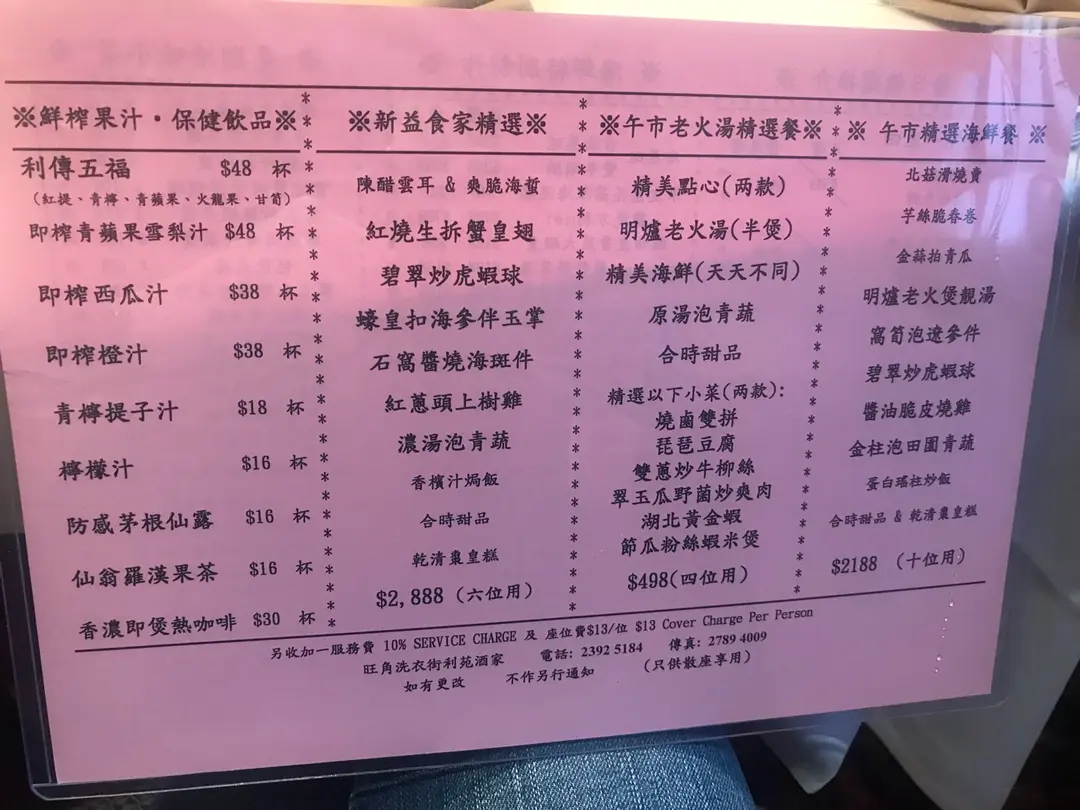 ※鮮榨果汁・保健飲品※
利傳五福 $48 杯
(紅提、青檸、青蘋果、火龍果、甘筍)
即榨青蘋果雪梨汁 $48 杯
即榨西瓜汁 $38 杯
即榨橙汁 $38 杯
青檸提子汁 $18 杯
檸檬汁 $16 杯
防感茅根仙露 $16 杯
仙翁羅漢果茶 $16 杯
香濃即煲熱咖啡 $30 杯
※新益食家精選※
陳醋雲耳 & 爽脆海蜇
紅燒生拆蟹皇翅
碧翠炒虎蝦球
蠔皇扣海參伴玉掌
石窩醬燒海斑件
紅蔥頭上樹雞
濃湯泡青蔬
香檳汁焗飯
合時甜品
乾清棗皇糕
$2,888 (六位用)
※午市老火湯精選餐※
精美點心(两款)
明爐老火湯(半煲)
精美海鮮(天天不同)
原湯泡青蔬
合時甜品
精選以下小菜(两款):
燒鹵雙拼
琵琶豆腐
雙蔥炒牛柳絲
翠玉瓜野菌炒爽肉
湖北黃金蝦
節瓜粉絲蝦米煲
$498(四位用)
※ 午市精選海鮮餐 ※
北菇滑燒賣
芋絲脆春卷
金蒜拍青瓜
明爐老火煲靚湯
窩筍泡遼參件
碧翠炒虎蝦球
醬油脆皮燒雞
金柱泡田園青蔬
蛋白瑤柱炒飯
合時甜品 & 乾清棗皇糕
$2188 (十位用)
另收加一服務費 10% SERVICE CHARGE 及 座位費$13/位 $13 Cover Charge Per Person
旺角洗衣街利苑酒家 電話: 2392 5184 傳真: 2789 4009
如有更改 不作另行通知 (只供散座享用)